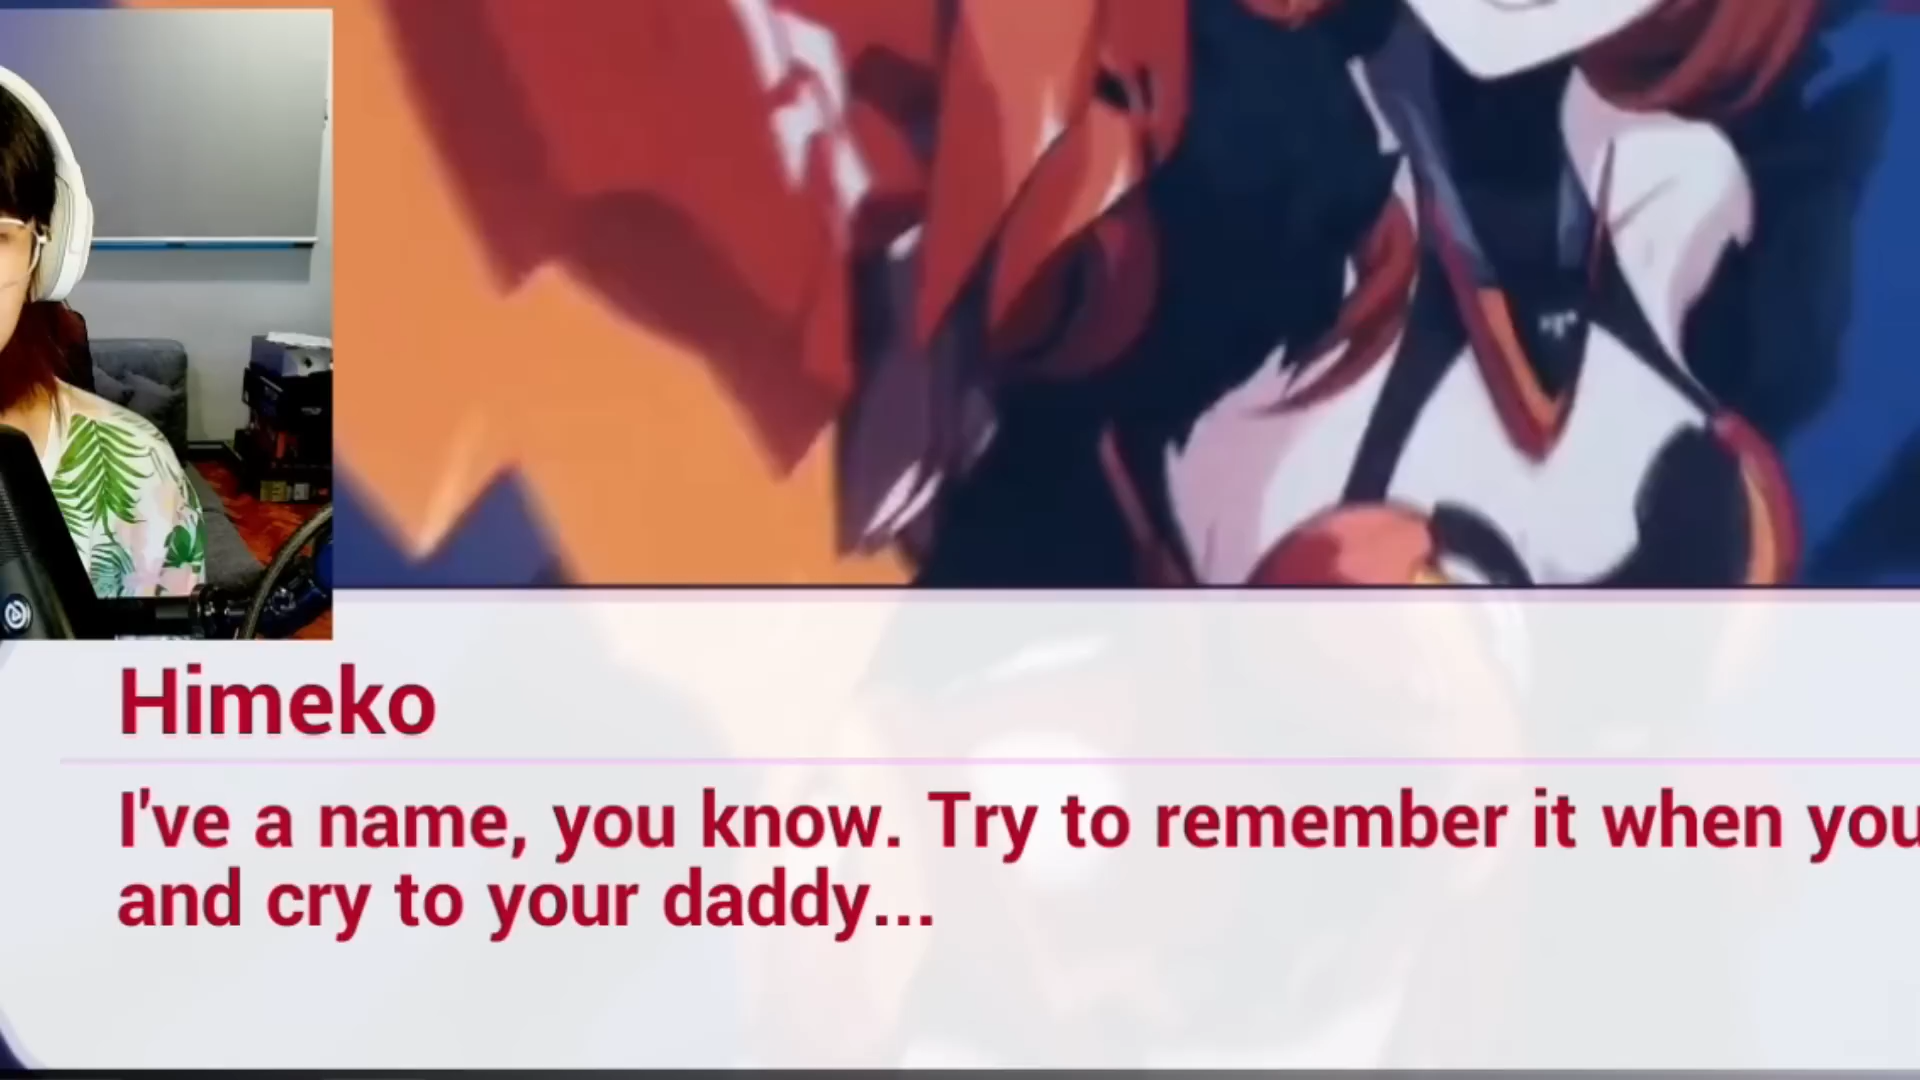 Himeko
I've a name, you know. Try to remember it when you
and cry to your daddy...